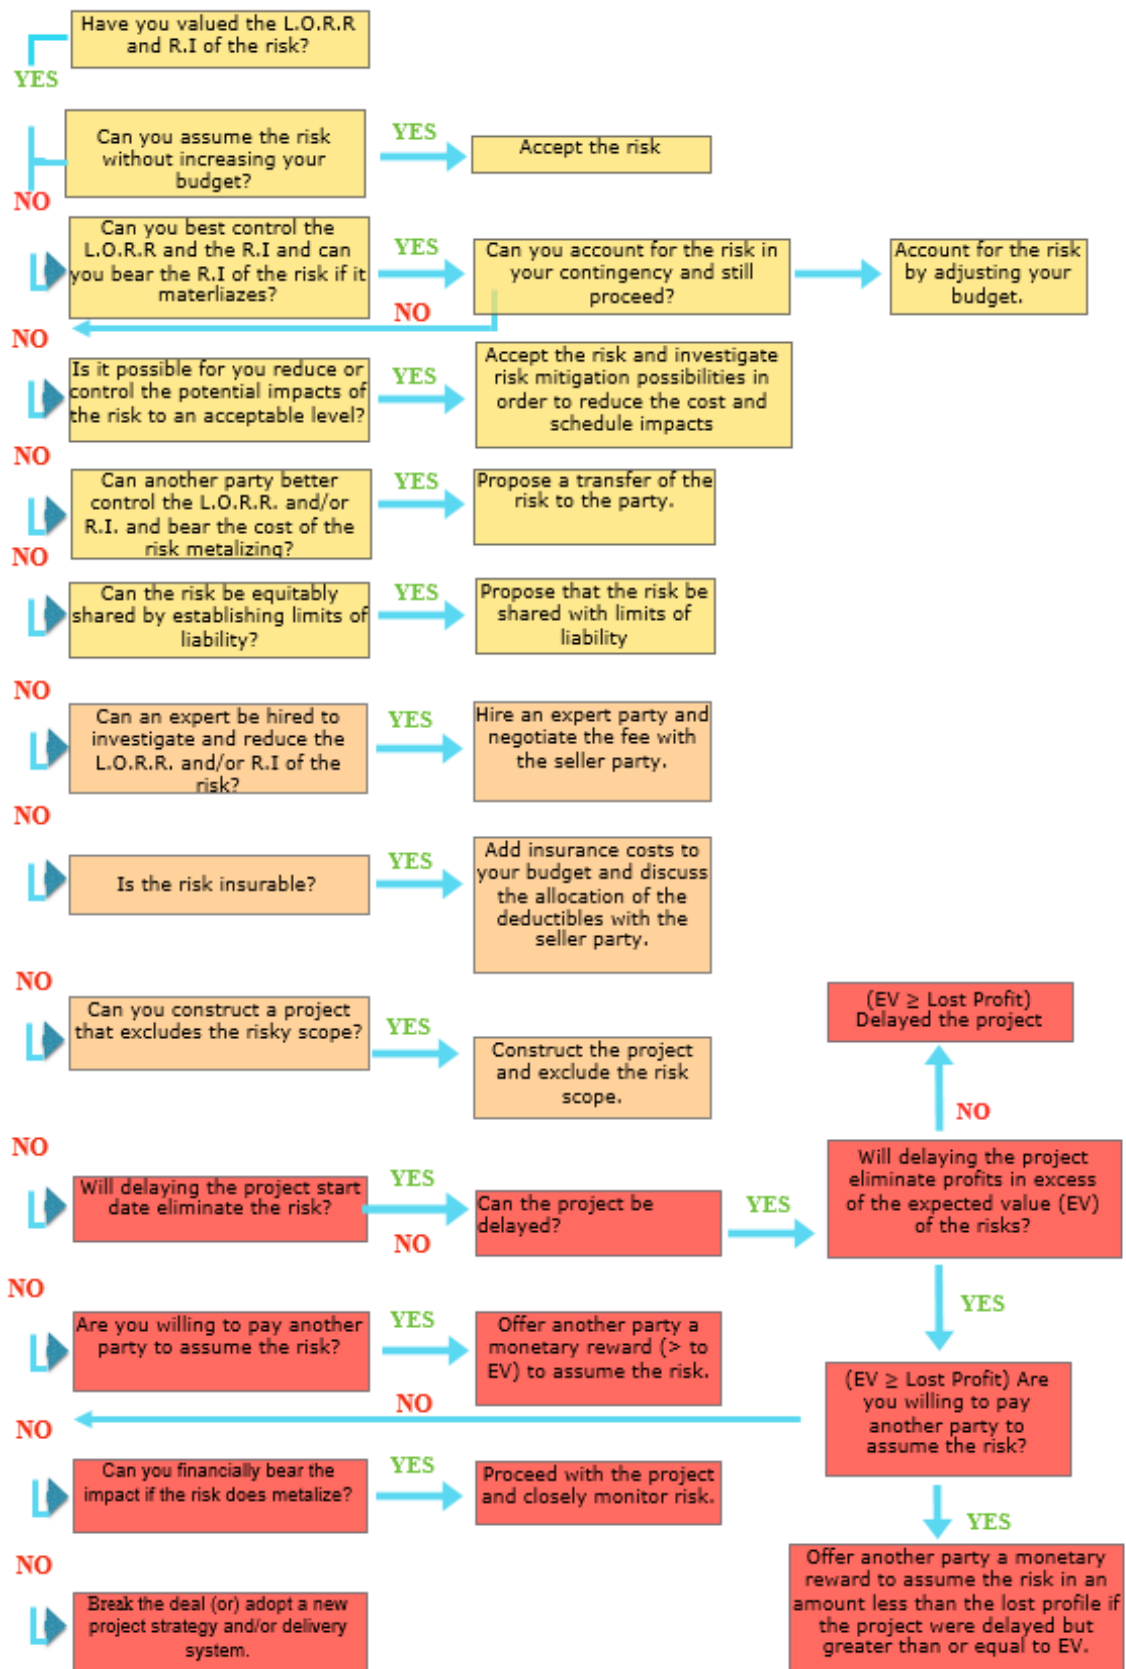 Have you valued the L.O.R.R
and R.I of the risk?
YES
Can you assume the risk
without increasing your
budget?
YES
Accept the risk
NO
Can you best control the
L.O.R.R and the R.I and can
you bear the R.I of the risk if it
materliazes?
YES
Can you account for the risk in
your contingency and still
proceed?
Account for the risk
by adjusting your
budget.
NO
NO
Is it possible for you reduce or
control the potential impacts of
the risk to an acceptable level?
YES
Accept the risk and investigate
risk mitigation possibilities in
order to reduce the cost and
schedule impacts
NO
Can another party better
control the L.O.R.R. and/or
R.I. and bear the cost of the
risk metalizing?
YES
Propose a transfer of the
risk to the party.
NO
Can the risk be equitably
shared by establishing limits of
liability?
YES
Propose that the risk be
shared with limits of
liability
NO
Can an expert be hired to
investigate and reduce the
L.O.R.R. and/or R.I of the
risk?
YES
Hire an expert party and
negotiate the fee with
the seller party.
NO
Is the risk insurable?
YES
Add insurance costs to
your budget and discuss
the allocation of the
deductibles with the
seller party.
NO
Can you construct a project
that excludes the risky scope?
YES
Construct the project
and exclude the risk
scope.
(EV ≥ Lost Profit)
Delayed the project
NO
NO
Will delaying the project start
date eliminate the risk?
YES
NO
Can the project be
delayed?
YES
Will delaying the project
eliminate profits in excess
of the expected value (EV)
of the risks?
YES
NO
Are you willing to pay another
party to assume the risk?
YES
Offer another party a
monetary reward (> to
EV) to assume the risk.
(EV ≥ Lost Profit) Are
you willing to pay
another party to
assume the risk?
NO
NO
Can you financially bear the
impact if the risk does metalize?
YES
Proceed with the project
and closely monitor risk.
YES
Offer another party a monetary
reward to assume the risk in an
amount less than the lost profile if
the project were delayed but
greater than or equal to EV.
NO
Break the deal (or) adopt a new
project strategy and/or delivery
system.